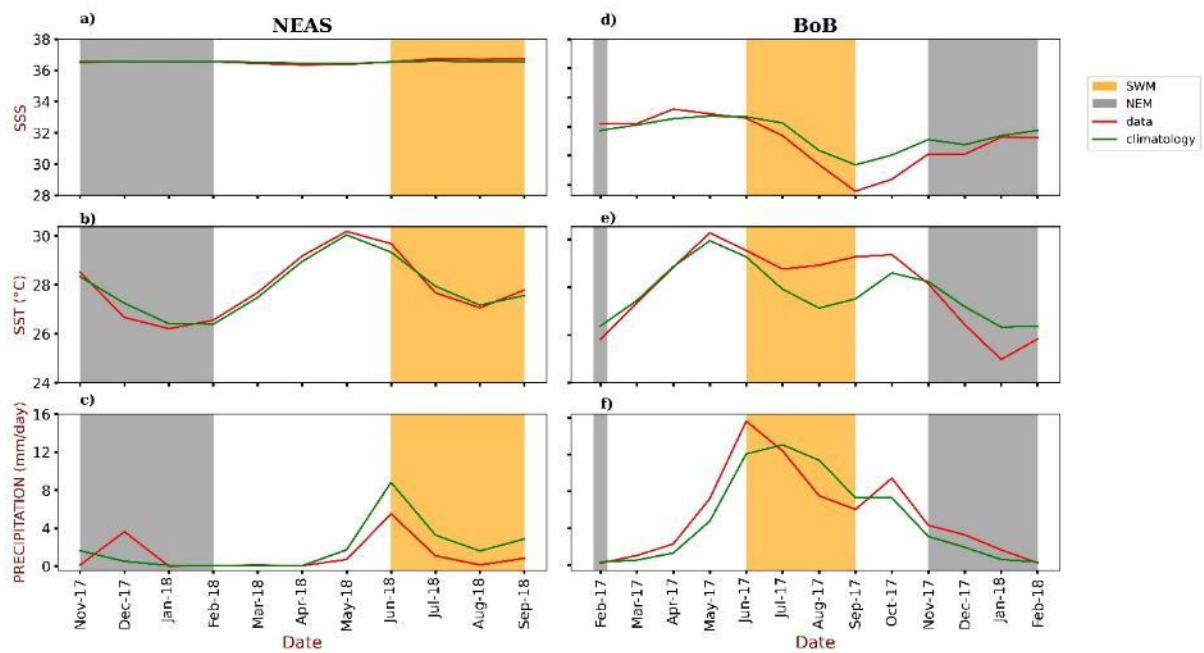 a)
NEAS
38
36
34
32
30
28
SSS
d)
BoB
SWM
NEM
data
climatology
b)
30
28
26
24
SST (°C)
e)
c)
16
12
8
4
0
PRECIPITATION (mm/day)
f)
Nov-17
Dec-17
Jan-18
Feb-18
Mar-18
Apr-18
May-18
Jun-18
Jul-18
Aug-18
Sep-18
Date
Feb-17
Mar-17
Apr-17
May-17
Jun-17
Jul-17
Aug-17
Sep-17
Oct-17
Nov-17
Dec-17
Jan-18
Feb-18
Date